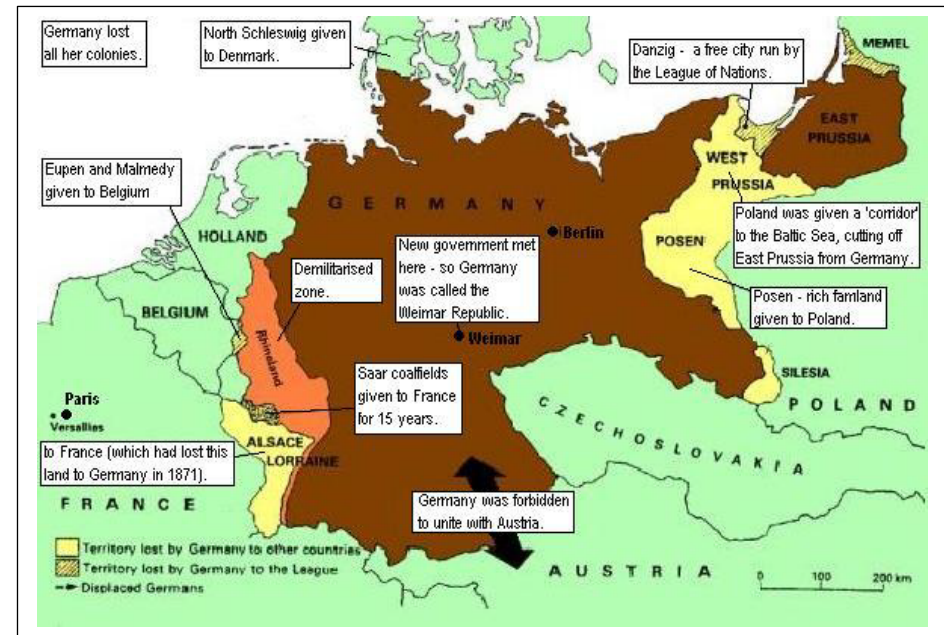 Germany lost
all her colonies.
North Schleswig given
to Denmark.
Danzig - a free city run by
the League of Nations.
MEMEL
EAST
PRUSSIA
WEST
PRUSSIA
Eupen and Malmedy
given to Belgium
GERMANY
HOLLAND
Berlin
POSEN
Poland was given a 'corridor'
to the Baltic Sea, cutting off
East Prussia from Germany.
New government met
here - so Germany
was called the
Weimar Republic.
Demilitarised
zone.
BELGIUM
Rhineland
Posen - rich famland
given to Poland.
Weimar
Saar coalfields
given to France
for 15 years.
SILESIA
POLAND
CZECHOSLOVAKIA
Paris
Versallies
ALSACE
LORRAINE
to France (which had lost this
land to Germany in 1871).
FRANCE
Germany was forbidden
to unite with Austria.
Territory lost by Germany to other countries
Territory lost by Germany to the League
Displaced Germans
AUSTRIA
0 100 200 km